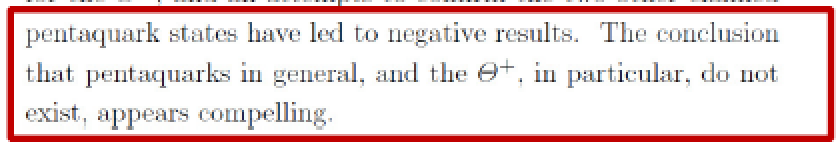 pentaquark states have led to negative results. The conclusion
that pentaquarks in general, and the Θ⁺, in particular, do not
exist, appears compelling.